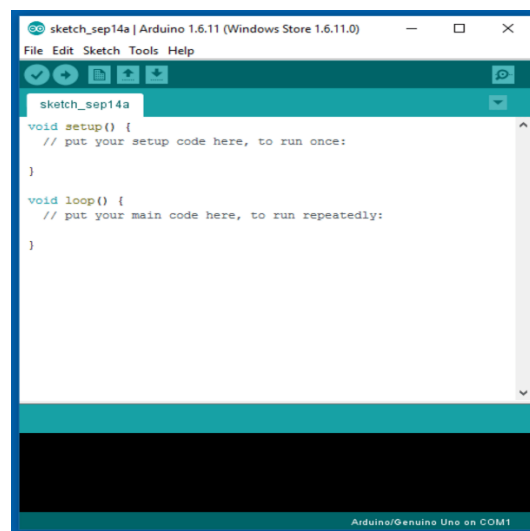 sketch_sep14a | Arduino 1.6.11 (Windows Store 1.6.11.0)
File Edit Sketch Tools Help
sketch_sep14a
void setup() {
  // put your setup code here, to run once:
}
void loop() {
  // put your main code here, to run repeatedly:
}
Arduino/Genuino Uno on COM1